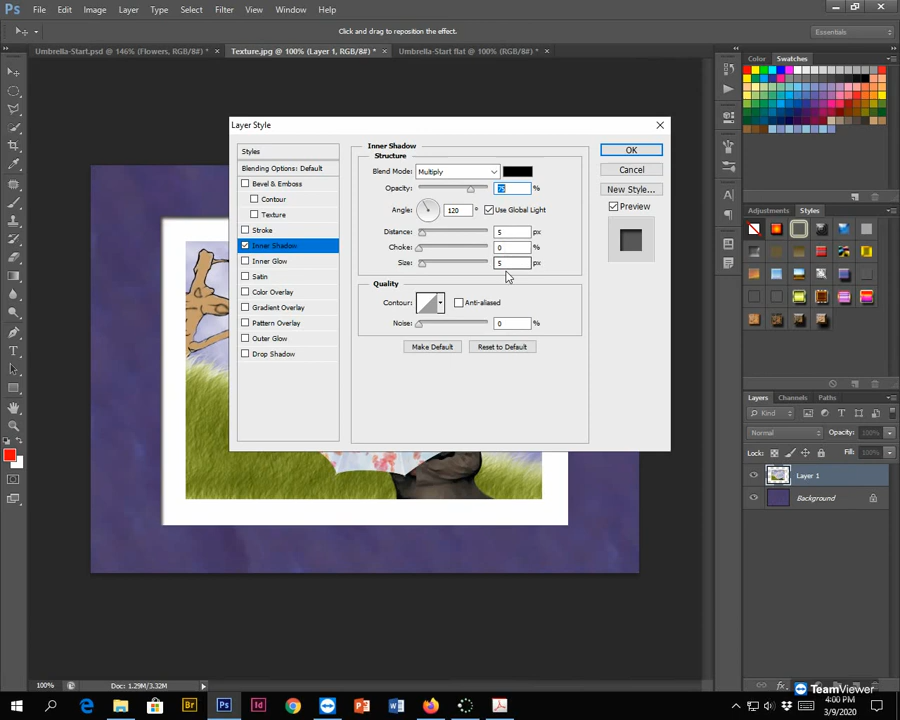 Ps File Edit Image Layer Type Select Filter View Window Help
Click and drag to reposition the effect.
Essentials
Umbrella-Start.psd @ 146% (Flowers, RGB/8#) * ×
Texture.jpg @ 100% (Layer 1, RGB/8#) * ×
Umbrella-Start flat @ 100% (RGB/8#) * ×
Color Swatches
Layer Style
Styles
Blending Options: Default
Bevel & Emboss
Contour
Texture
Stroke
Inner Shadow
Inner Glow
Satin
Color Overlay
Gradient Overlay
Pattern Overlay
Outer Glow
Drop Shadow
Inner Shadow
Structure
Blend Mode: Multiply
Opacity: 75 %
Angle: 120 ° Use Global Light
Distance: 5 px
Choke: 0 %
Size: 5 px
Quality
Contour: Anti-aliased
Noise: 0 %
Make Default Reset to Default
OK
Cancel
New Style...
Preview
Adjustments Styles
Layers Channels Paths
Kind
Normal Opacity: 100%
Lock: Fill: 100%
Layer 1
Background
fx
100% Doc: 1.29M/3.32M
TeamViewer
Br Ps Id
4:00 PM
3/9/2020